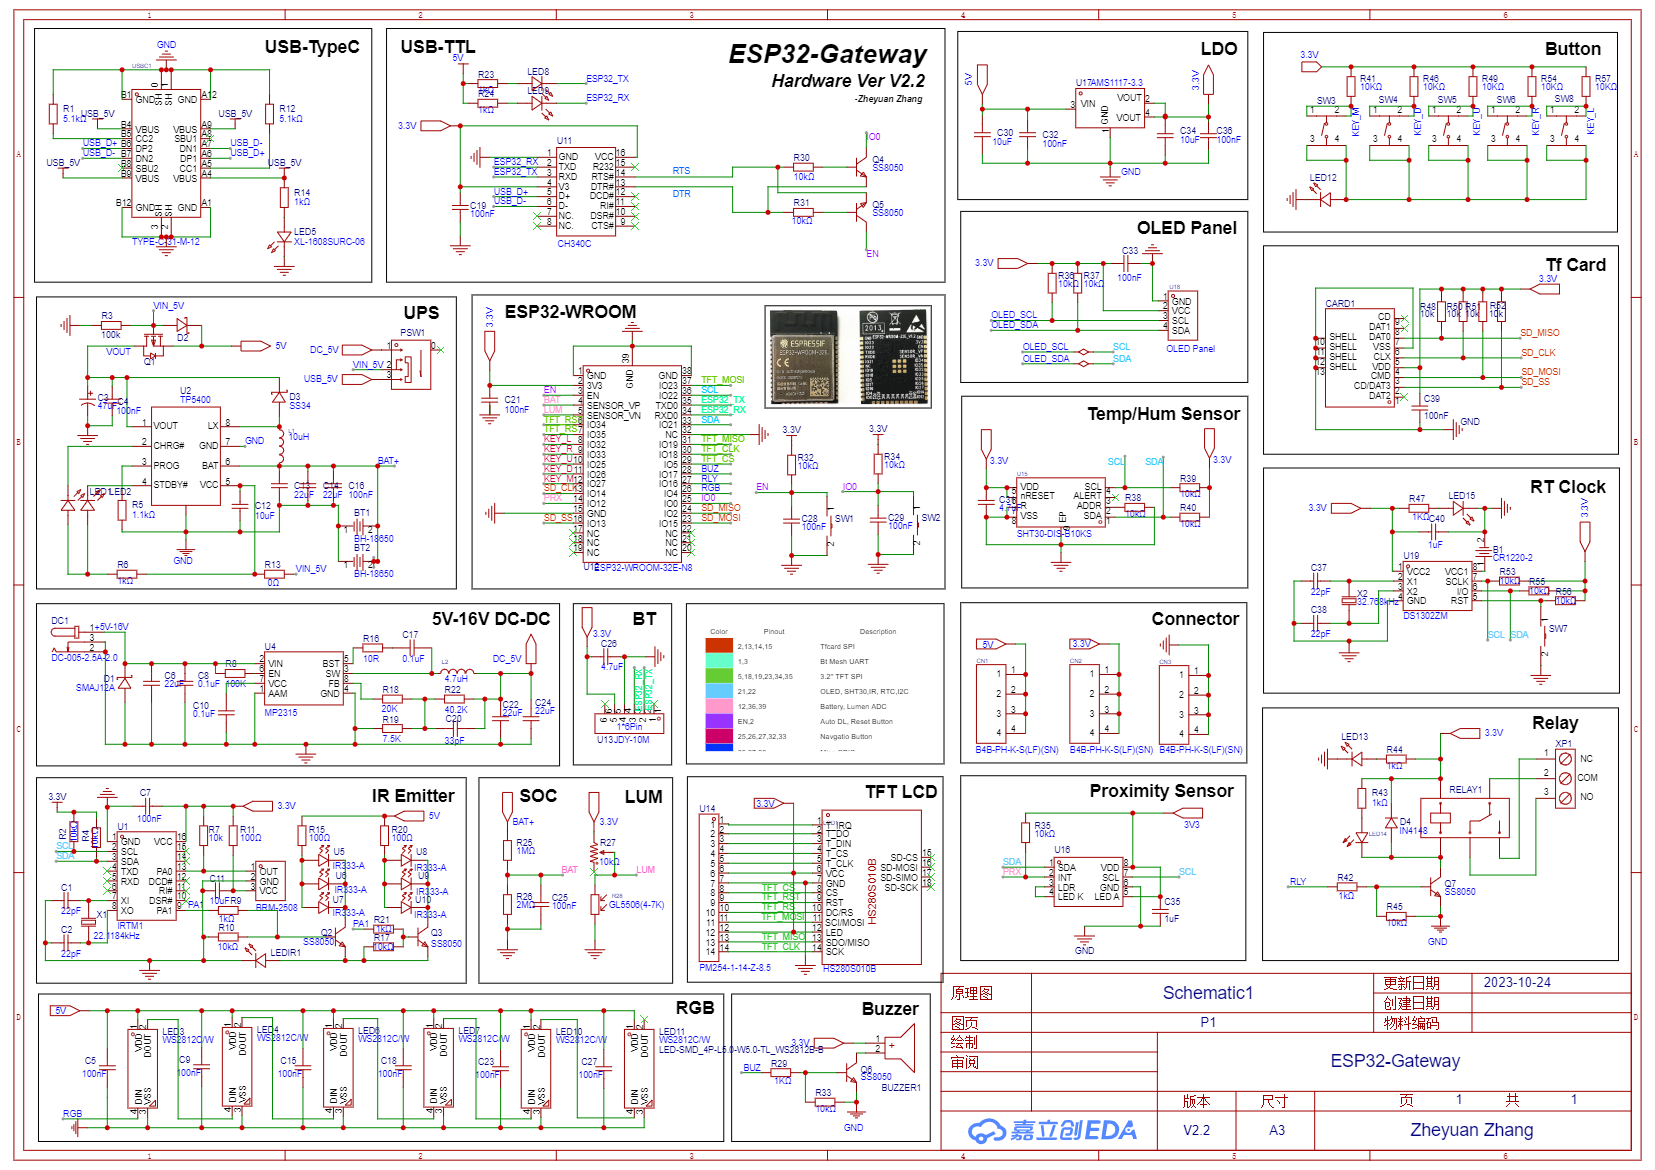 USB-TypeC
GND
USBC1
B1
GND
GND
A12
R1
5.1kΩ
R12
5.1kΩ
USB_5V
USB_5V
B4
VBUS
VBUS
A9
CC2
SBU1
USB_D+
DP2
DN1
USB_D-
USB_D-
DN2
DP1
USB_D+
SBU2
CC1
USB_5V
B9
VBUS
VBUS
A4
USB_5V
R14
1kΩ
B12
GND
GND
A1
TYPE-C-31-M-12
LED5
XL-1608SURC-06
USB-TTL
5V
R23
LED8
ESP32_TX
R24
1kΩ
ESP32_RX
3.3V
ESP32-Gateway
Hardware Ver V2.2
-Zheyuan Zhang
U11
GND
VCC
ESP32_RX
TXD
R232
ESP32_TX
RXD
RTS#
V3
DTR#
USB_D+
D+
DCD#
USB_D-
D-
RI#
NC.
DSR#
NC.
CTS#
CH340C
C19
100nF
RTS
DTR
R30
10kΩ
R31
10kΩ
IO0
Q4
SS8050
Q5
SS8050
EN
LDO
5V
U17AMS1117-3.3
3.3V
VIN
VOUT
VOUT
GND
C30
10uF
C32
100nF
C34
10uF
C36
100nF
GND
Button
3.3V
R41
10KΩ
R46
10KΩ
R49
10KΩ
R54
10KΩ
R57
10KΩ
SW3
SW4
SW5
SW6
SW8
LED12
OLED Panel
3.3V
C33
100nF
R36
10kΩ
R37
10kΩ
U18
GND
VCC
SCL
SDA
OLED_SCL
OLED_SDA
OLED Panel
OLED_SCL
SCL
OLED_SDA
SDA
Tf Card
3.3V
CARD1
CD
DAT1
DAT0
VSS
CLX
VDD
CMD
CD/DAT3
DAT2
SHELL
SHELL
SHELL
SHELL
R48
R50
R51
R52
SD_MISO
SD_CLK
SD_MOSI
SD_SS
C39
100nF
GND
UPS
VIN_5V
R3
100k
D2
VOUT
Q1
5V
PSW1
DC_5V
VIN_5V
USB_5V
C3
47uF
C4
100nF
U2
TP5400
VOUT
LX
CHRG#
GND
PROG
BAT
STDBY#
VCC
D3
SS34
10uH
GND
BAT+
C13
22uF
C14
22uF
C16
100nF
LED1
LED2
R5
1.1kΩ
C12
10uF
GND
BT1
BH-18650
BT2
BH-18650
R6
1kΩ
R13
0Ω
VIN_5V
ESP32-WROOM
3.3V
C21
100nF
GND
GND
GND
3V3
IO23
TFT_MOSI
EN
EN
IO22
SCL
BAT
SENSOR_VP
TXD0
ESP32_TX
LUM
SENSOR_VN
RXD0
ESP32_RX
TFT_RS
IO34
IO21
SDA
IO35
NC
KEY_L
IO32
IO19
TFT_MISO
KEY_R
IO33
IO18
TFT_CLK
KEY_U
IO25
IO5
TFT_CS
KEY_D
IO26
IO17
BUZ
KEY_M
IO27
IO16
RLY
SD_CLK
IO14
IO4
RGB
PRX
IO12
IO0
IO0
GND
IO2
SD_MISO
SD_SS
IO13
IO15
SD_MOSI
NC
NC
NC
NC
NC
NC
ESP32-WROOM-32E-N8
ESPRESSIF
3.3V
3.3V
R32
10kΩ
R34
10kΩ
EN
IO0
C28
100nF
SW1
C29
100nF
SW2
Temp/Hum Sensor
3.3V
3.3V
SCL
SDA
U15
VDD
SCL
nRESET
ALERT
R
ADDR
VSS
SDA
EP
R38
10kΩ
R39
10kΩ
R40
10kΩ
SHT30-DIS-B10KS
RT Clock
3.3V
R47
1KΩ
LED15
3.3V
C40
1uF
B1
CR1220-2
U19
VCC2
VCC1
X1
SCLK
X2
I/O
GND
RST
DS1302ZM
C37
22pF
C38
22pF
X2
32.768kHz
R53
10kΩ
R55
10kΩ
R56
10kΩ
SCL
SDA
SW7
5V-16V DC-DC
DC1
+5V-16V
DC-005-2.5A-2.0
D1
SMAJ12A
C6
22uF
C8
0.1uF
R8
100K
C10
0.1uF
U4
VIN
BST
EN
SW
VCC
FB
AAM
GND
MP2315
R16
10R
C17
0.1uF
L2
4.7uH
DC_5V
R18
20K
R22
40.2K
R19
7.5K
C20
33pF
C22
22uF
C24
22uF
BT
3.3V
C26
4.7uF
ESP32_RX
ESP32_TX
1*6Pin
U13JDY-10M
Color
Pinout
Description
2,13,14,15
Tfcard SPI
1,3
Bt Mesh UART
5,18,19,23,34,35
3.2" TFT SPI
21,22
OLED, SHT30,IR, RTC,I2C
12,36,39
Battery, Lumen ADC
EN,2
Auto DL, Reset Button
25,26,27,32,33
Navgatio Button
Connector
5V
3.3V
CN1
CN2
CN3
B4B-PH-K-S(LF)(SN)
B4B-PH-K-S(LF)(SN)
B4B-PH-K-S(LF)(SN)
Relay
3.3V
LED13
R44
1kΩ
XP1
NC
COM
NO
R43
1kΩ
D4
IN4148
LED14
RELAY1
RLY
R42
1kΩ
Q7
SS8050
R45
10kΩ
GND
IR Emitter
3.3V
C7
100nF
3.3V
5V
R2
R4
U1
GND
VCC
SCL
SCL
SDA
SDA
TXD
PA0
RXD
DCD#
RI#
XI
DSR#
XO
PA1
IRTM1
R7
10k
R11
100Ω
R15
100Ω
R20
100Ω
C1
22pF
C2
22pF
X1
22.1184kHz
OUT
GND
VCC
BRM-2508
C11
10uF
R9
1kΩ
PA1
R10
10kΩ
LEDIR1
U5
IR333-A
U6
IR333-A
U7
U8
IR333-A
U9
IR333-A
U10
PA1
R21
1kΩ
R17
10kΩ
Q2
SS8050
Q3
SS8050
SOC
BAT+
R25
1MΩ
BAT
R26
2MΩ
C25
100nF
LUM
3.3V
R27
10kΩ
LUM
R28
GL5506(4-7K)
TFT LCD
U14
3.3V
T_IRQ
T_DO
T_DIN
T_CS
T_CLK
VCC
GND
TFT_CS
CS
TFT_RST
RST
TFT_RS
DC/RS
TFT_MOSI
SCI/MOSI
LED
TFT_MISO
SDO/MISO
TFT_CLK
SCK
SD-CS
SD-MOSI
SD-SIMO
SD-SCK
HS280S010B
PM254-1-14-Z-8.5
HS280S010B
Proximity Sensor
3V3
R35
10kΩ
U16
SDA
SDA
VDD
PRX
INT
SCL
SCL
LDR
GND
LED K
LED A
C35
1uF
GND
RGB
5V
LED3
WS2812C/W
LED4
WS2812C/W
LED6
WS2812C/W
LED7
WS2812C/W
LED10
WS2812C/W
LED11
WS2812C/W
LED-SMD_4P-L5.0-W5.0-TL_WS2812B-B
VDD
DOUT
DIN
VSS
C5
100nF
C9
100nF
C15
100nF
C18
100nF
C23
100nF
C27
100nF
RGB
Buzzer
3.3V
BUZ
R29
1KΩ
Q6
SS8050
R33
10kΩ
BUZZER1
GND
原理图
Schematic1
更新日期
2023-10-24
创建日期
图页
P1
物料编码
绘制
审阅
ESP32-Gateway
版本
尺寸
页
1
共
1
嘉立创EDA
V2.2
A3
Zheyuan Zhang